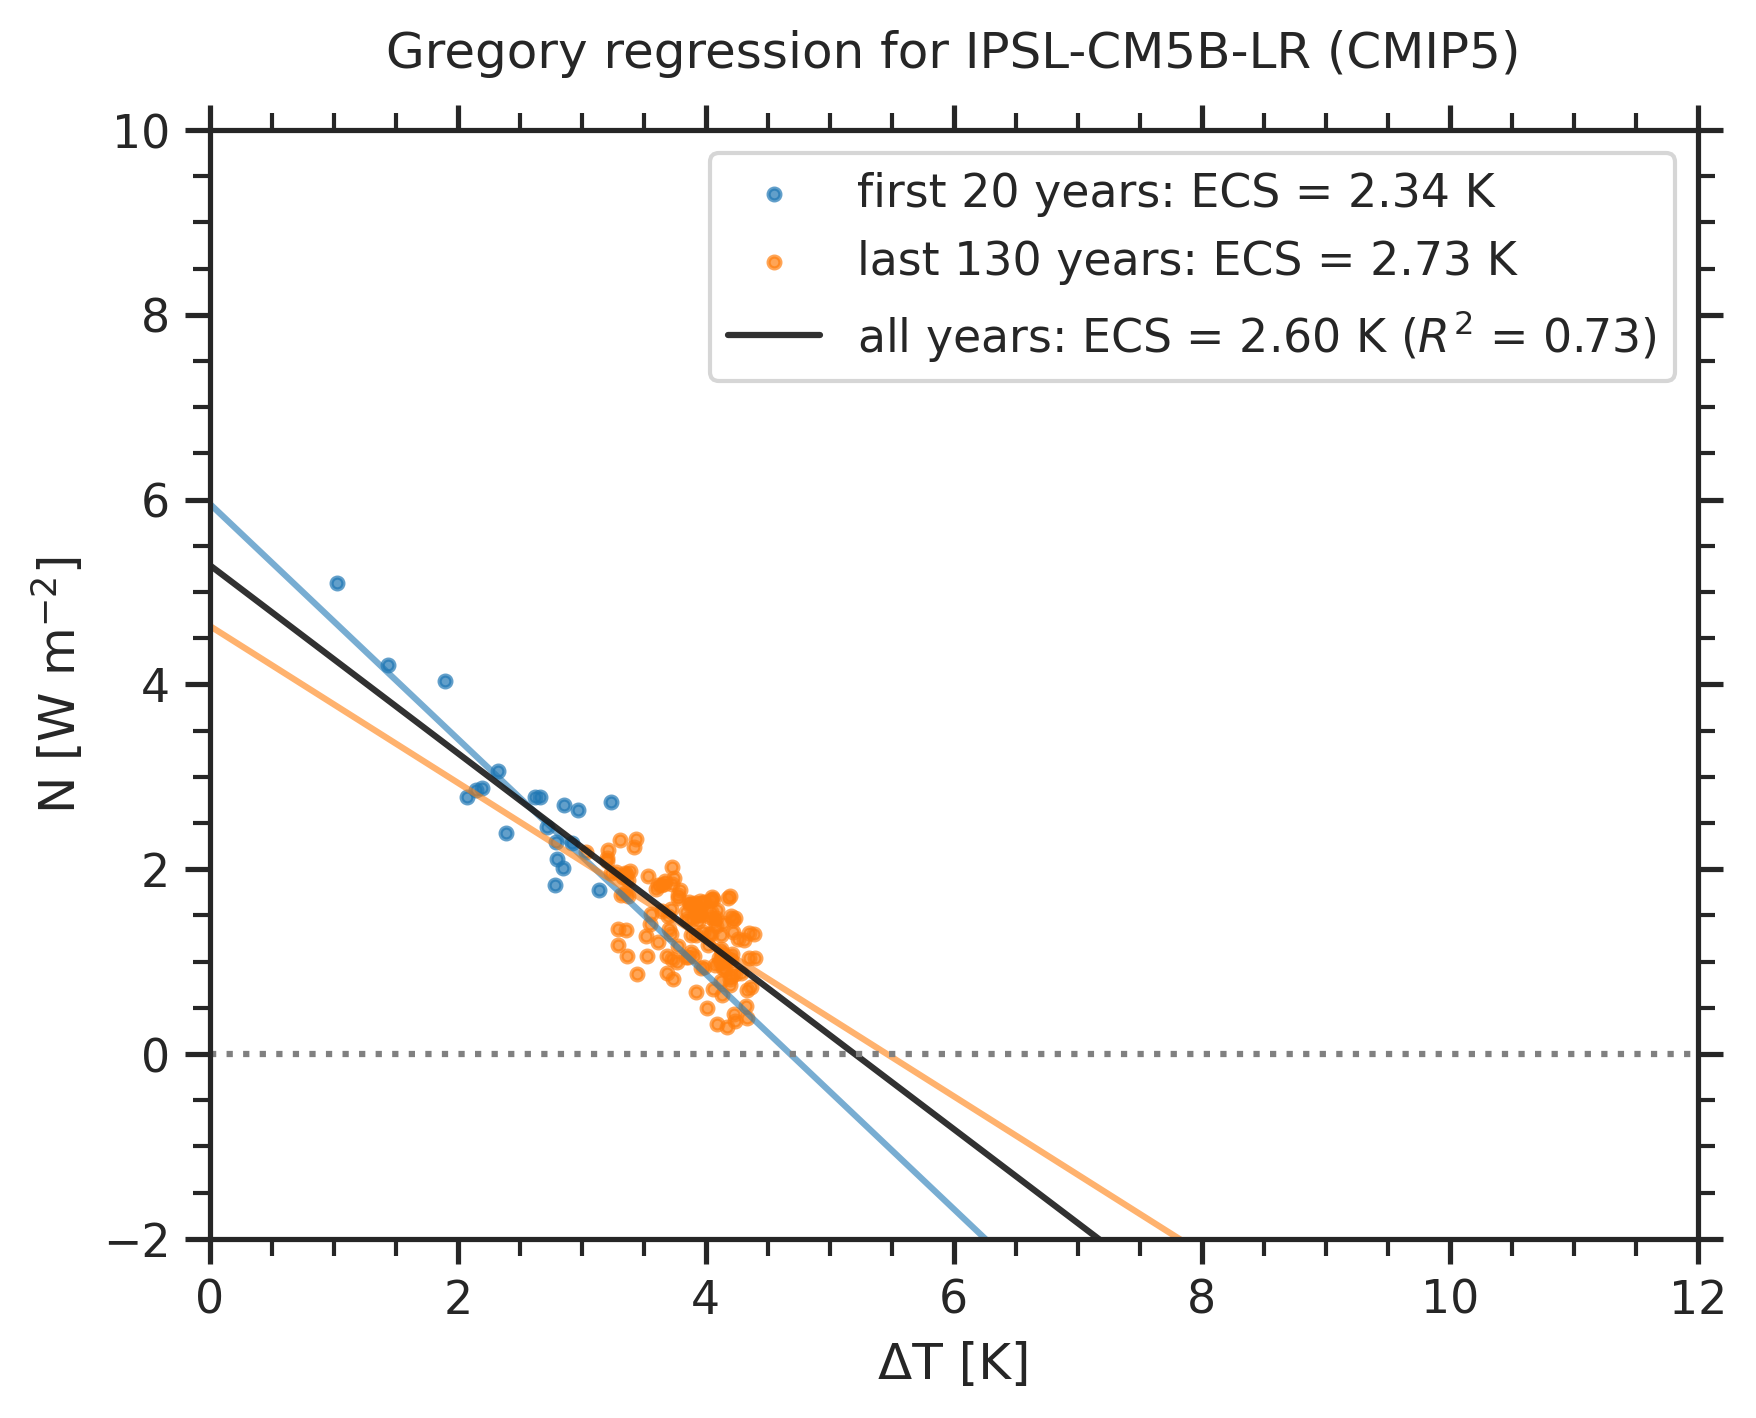 Gregory regression for IPSL-CM5B-LR (CMIP5)
10
8
6
4
2
0
−2
N [W m⁻²]
first 20 years: ECS = 2.34 K
last 130 years: ECS = 2.73 K
all years: ECS = 2.60 K (R² = 0.73)
0 2 4 6 8 10 12
ΔT [K]